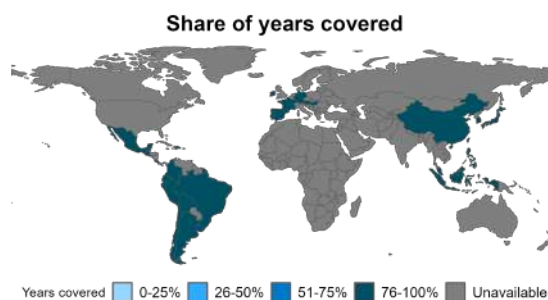 Share of years covered
Years covered 0-25% 26-50% 51-75% 76-100% Unavailable